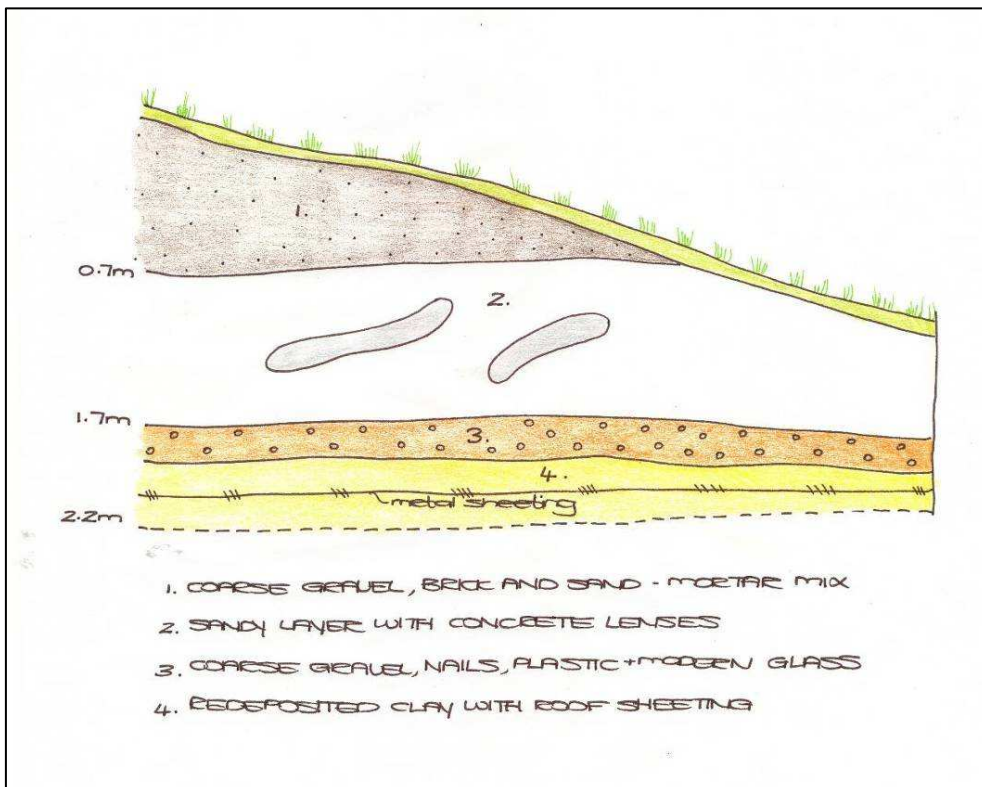 1.
0.7m
2.
1.7m
3.
4.
metal sheeting
2.2m
1. COARSE GRAVEL, BRICK AND SAND - MORTAR MIX
2. SANDY LAYER WITH CONCRETE LENSES
3. COARSE GRAVEL, NAILS, PLASTIC + MODERN GLASS
4. REDEPOSITED CLAY WITH ROOF SHEETING